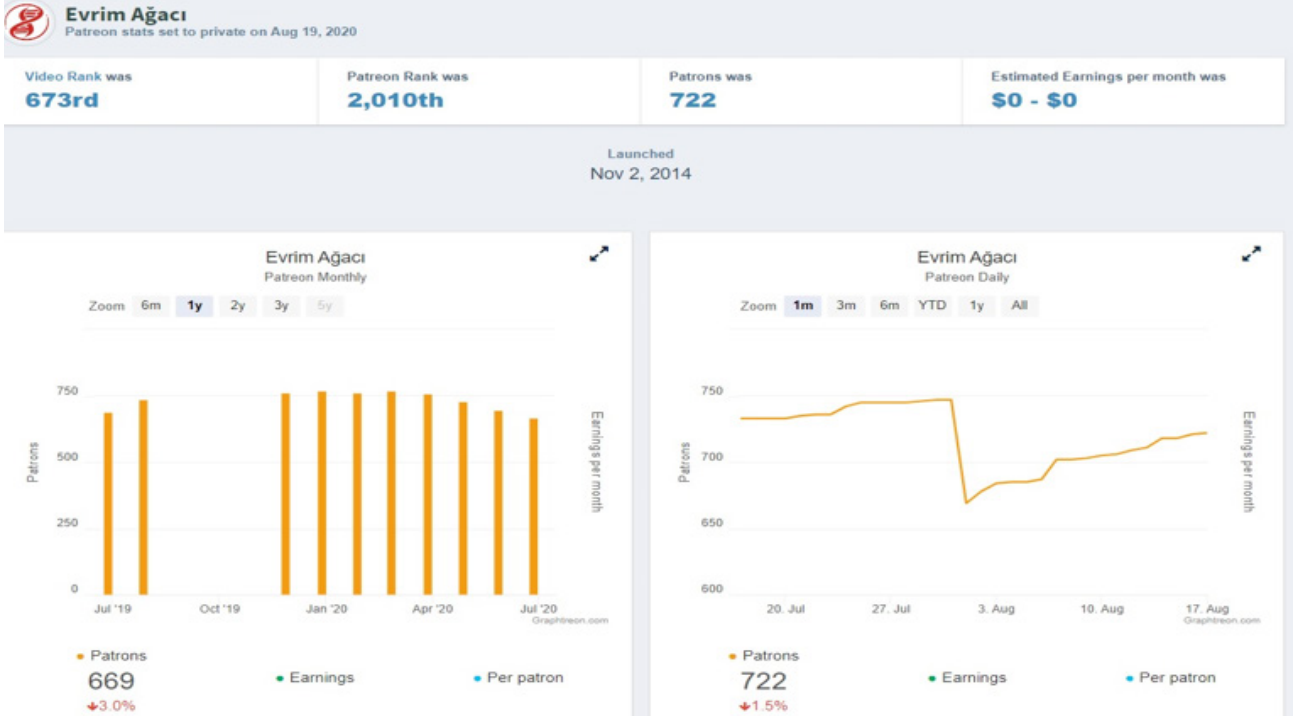 Evrim Ağacı
Patreon stats set to private on Aug 19, 2020
Video Rank was
673rd
Patreon Rank was
2,010th
Patrons was
722
Estimated Earnings per month was
$0 - $0
Launched
Nov 2, 2014
Evrim Ağacı
Patreon Monthly
Zoom 6m 1y 2y 3y 5y
750
500
250
0
Patrons
Earnings per month
Jul '19 Oct '19 Jan '20 Apr '20 Jul '20
Graphtreon.com
Patrons
669
3.0%
Earnings
Per patron
Evrim Ağacı
Patreon Daily
Zoom 1m 3m 6m YTD 1y All
750
700
650
600
Patrons
Earnings per month
20. Jul 27. Jul 3. Aug 10. Aug 17. Aug
Graphtreon.com
Patrons
722
1.5%
Earnings
Per patron